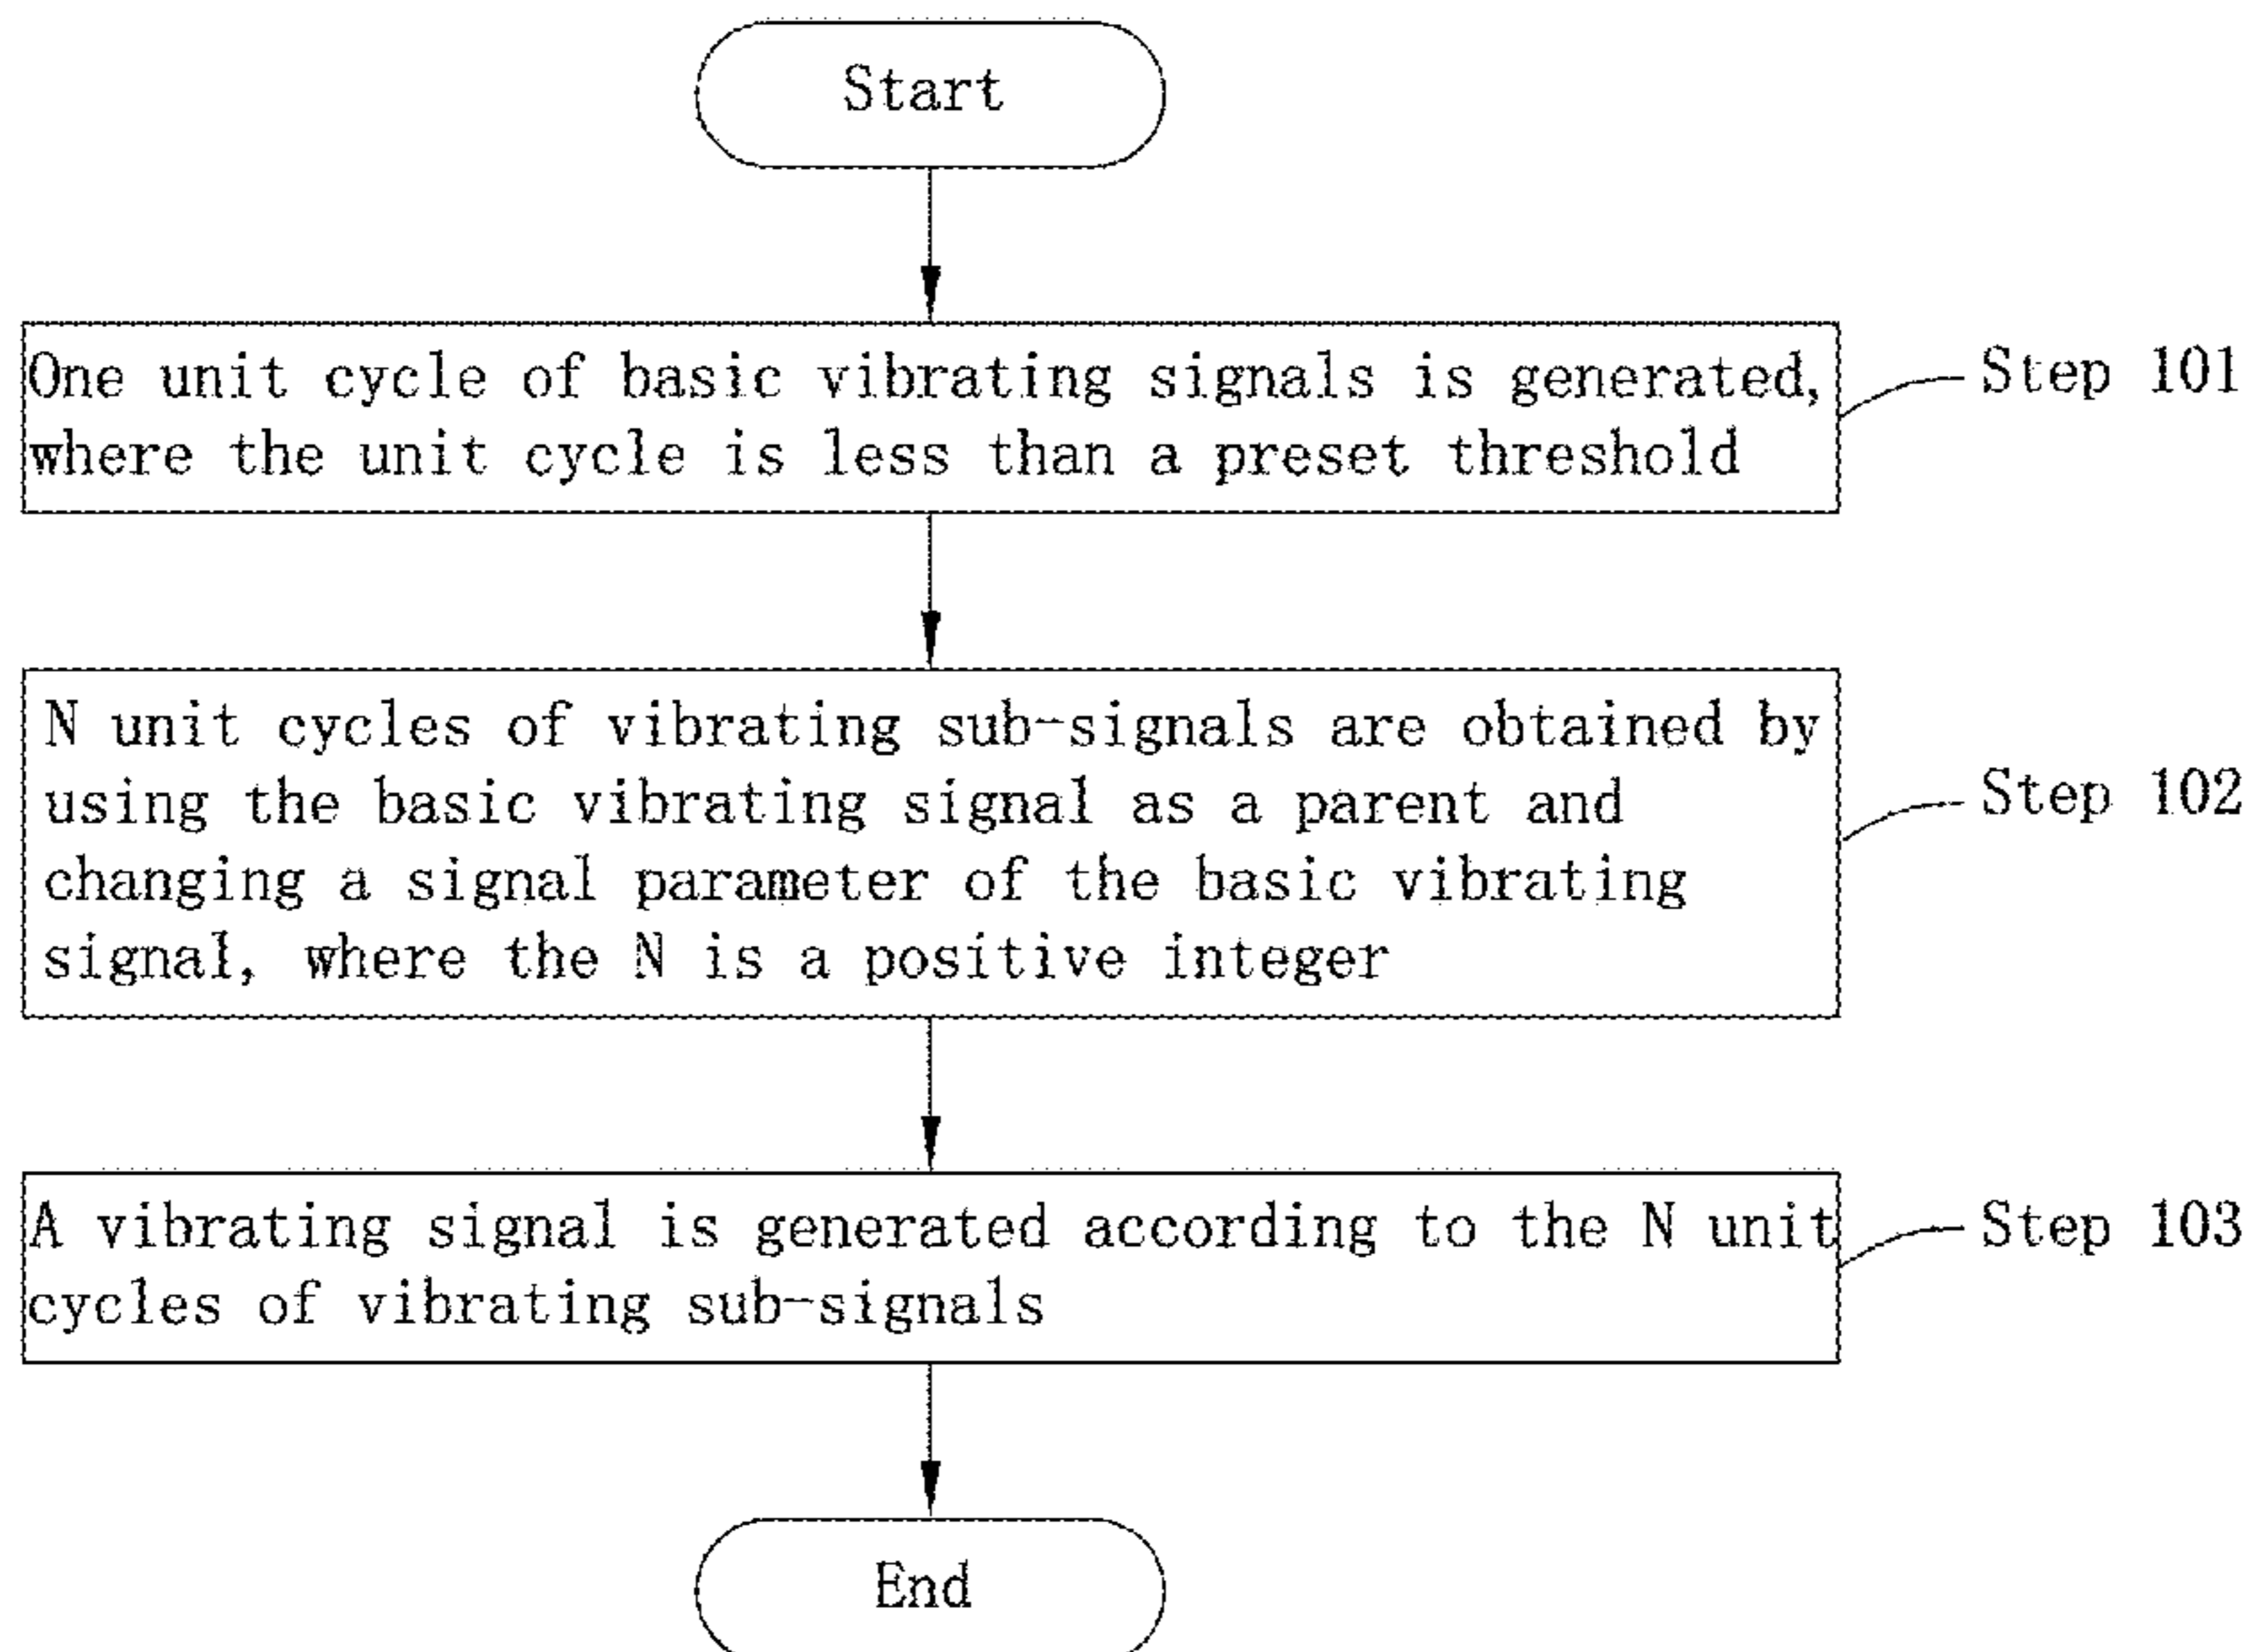 Start
One unit cycle of basic vibrating signals is generated,
where the unit cycle is less than a preset threshold
Step 101
N unit cycles of vibrating sub-signals are obtained by
using the basic vibrating signal as a parent and
changing a signal parameter of the basic vibrating
signal, where the N is a positive integer
Step 102
A vibrating signal is generated according to the N unit
cycles of vibrating sub-signals
Step 103
End